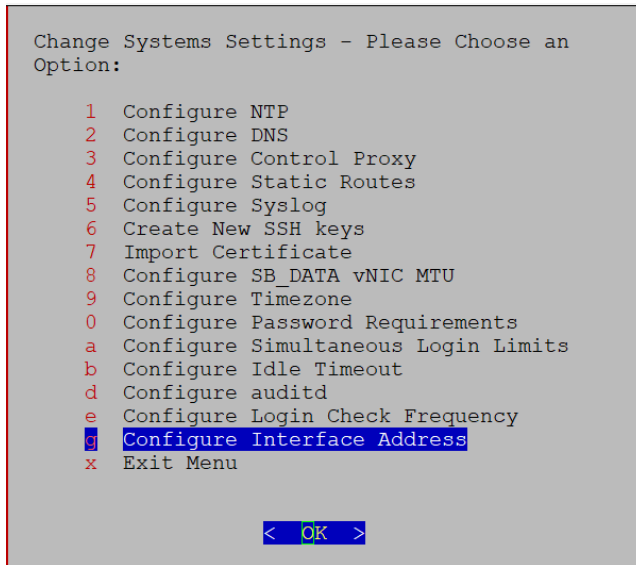 Change Systems Settings - Please Choose an
Option:
1 Configure NTP
2 Configure DNS
3 Configure Control Proxy
4 Configure Static Routes
5 Configure Syslog
6 Create New SSH keys
7 Import Certificate
8 Configure SB_DATA vNIC MTU
9 Configure Timezone
0 Configure Password Requirements
a Configure Simultaneous Login Limits
b Configure Idle Timeout
d Configure auditd
e Configure Login Check Frequency
g Configure Interface Address
x Exit Menu
< OK >